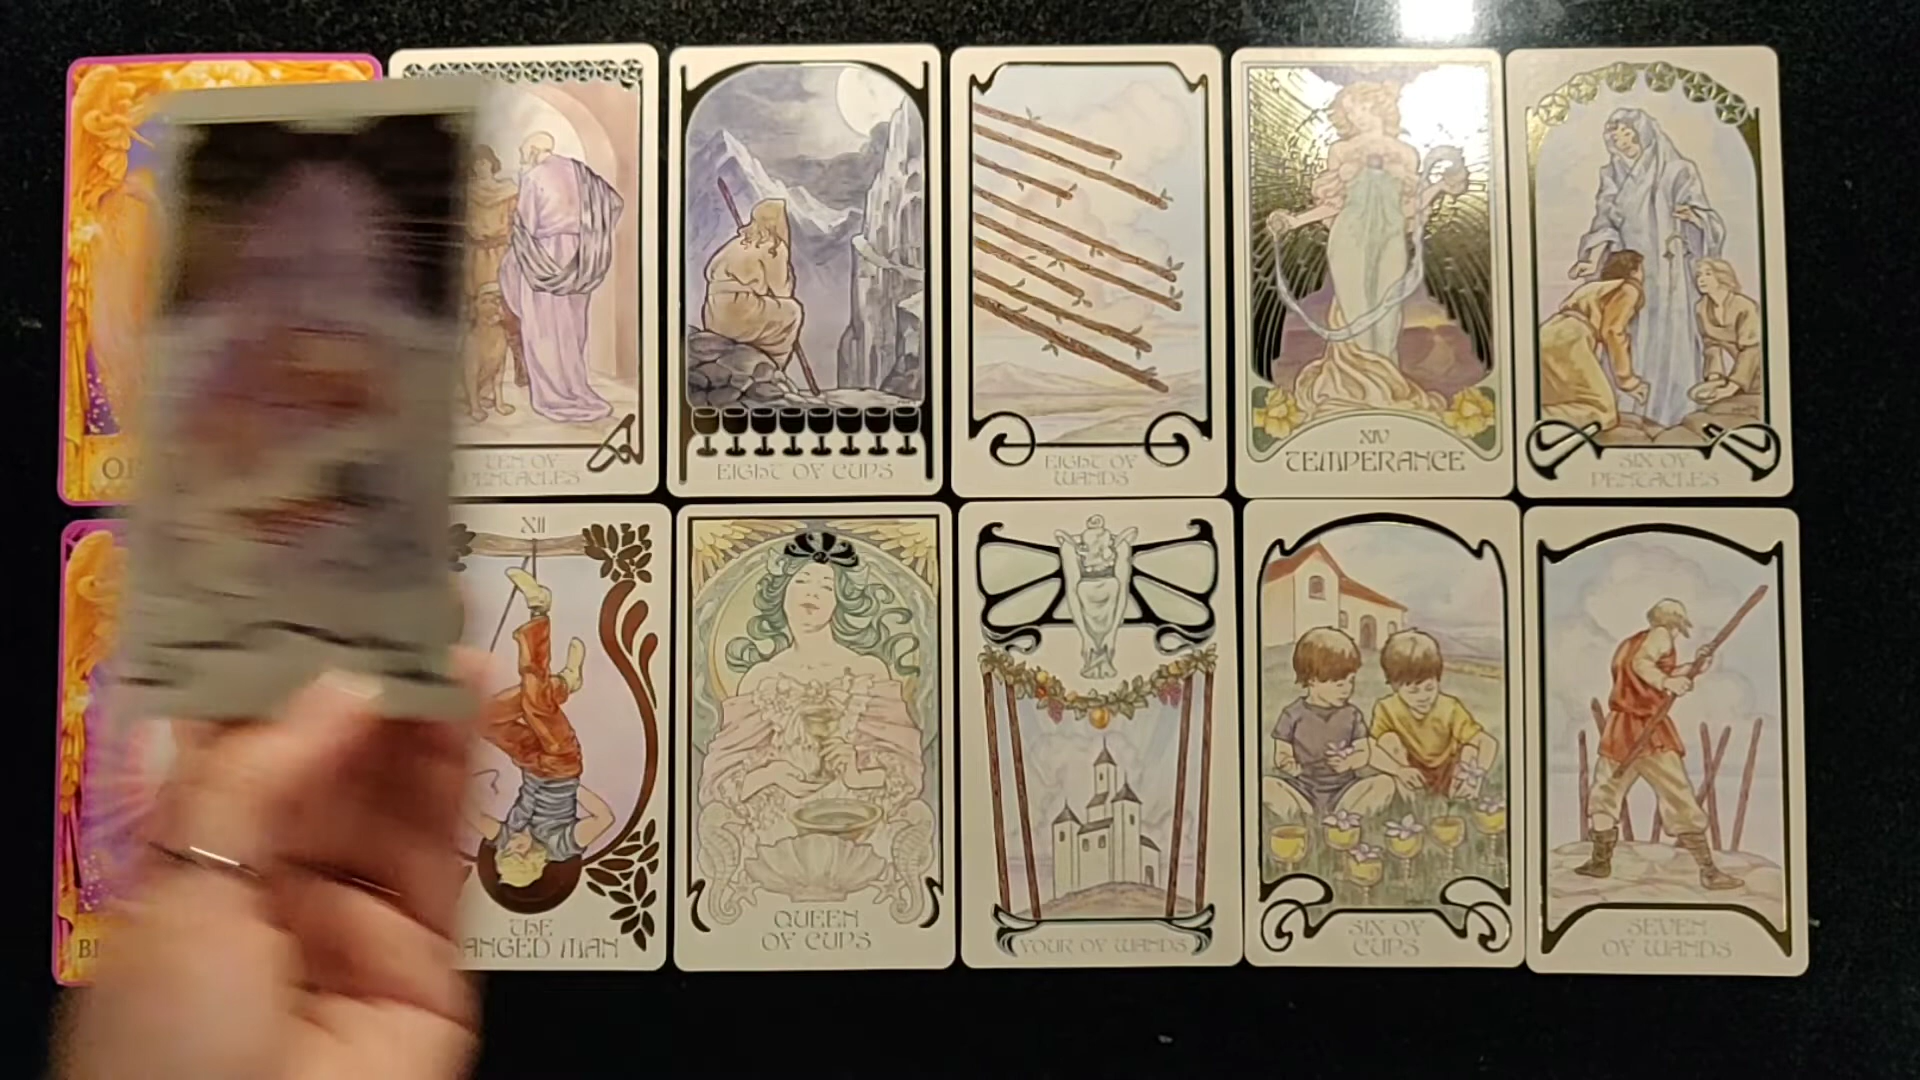 TEN OF
PENTACLES
EIGHT OF CUPS
EIGHT OF
WANDS
XIV
TEMPERANCE
SIX OF
PENTACLES
XII
THE
ANGED MAN
QUEEN
OF CUPS
FOUR OF WANDS
SIX OF
CUPS
SEVEN
OF WANDS